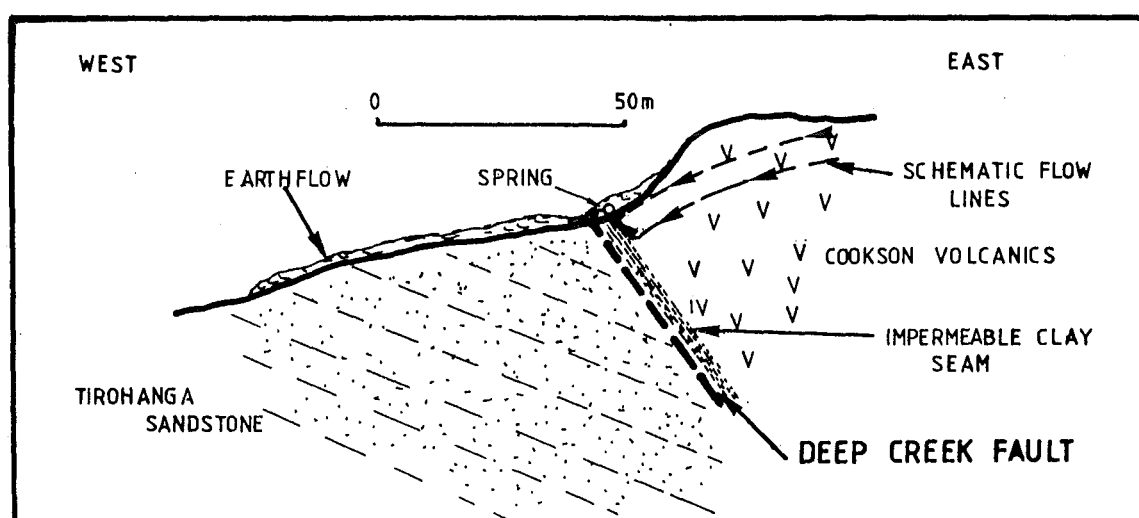 WEST
EAST
0
50m
EARTHFLOW
SPRING
SCHEMATIC FLOW
LINES
COOKSON VOLCANICS
IMPERMEABLE CLAY
SEAM
TIROHANGA
SANDSTONE
DEEP CREEK FAULT